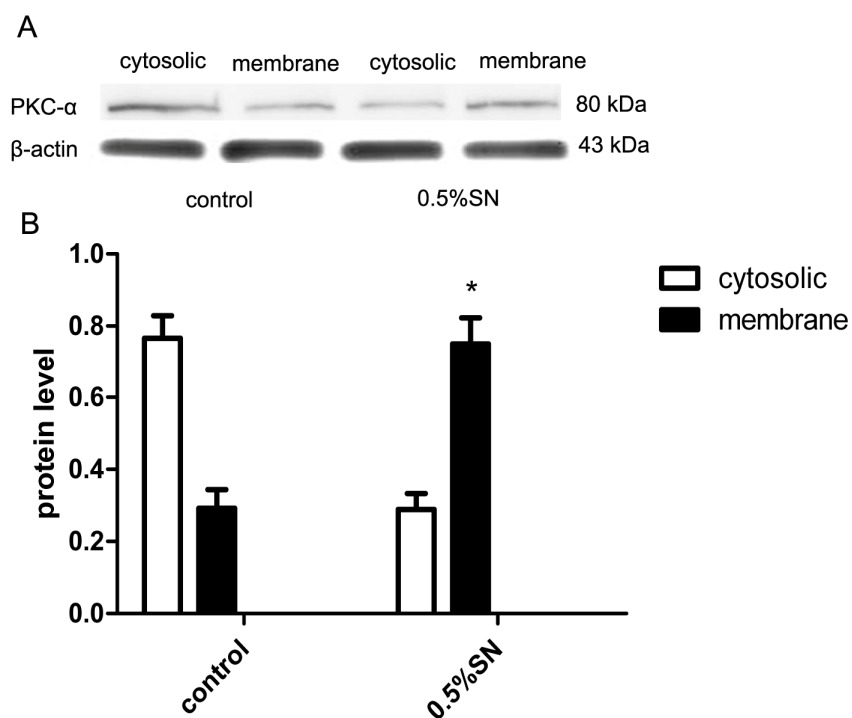 A
cytosolic membrane cytosolic membrane
PKC-α 80 kDa
β-actin 43 kDa
control 0.5%SN
B
1.0
0.8
0.6
0.4
0.2
0.0
protein level
*
cytosolic
membrane
control
0.5%SN